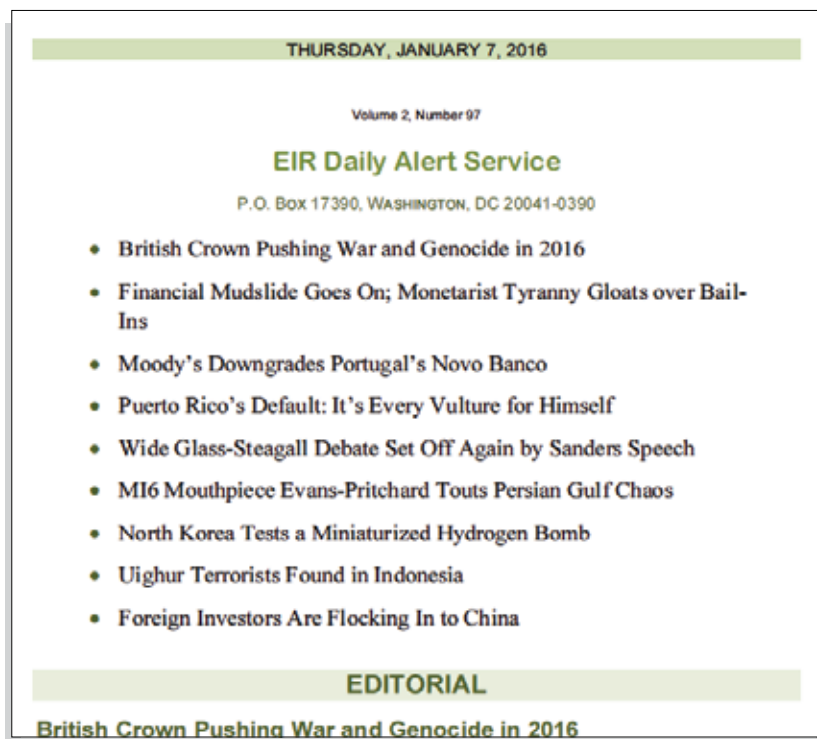 THURSDAY, JANUARY 7, 2016
Volume 2, Number 97
EIR Daily Alert Service
P.O. Box 17390, Washington, DC 20041-0390
• British Crown Pushing War and Genocide in 2016
• Financial Mudslide Goes On; Monetarist Tyranny Gloats over Bail-
Ins
• Moody's Downgrades Portugal's Novo Banco
• Puerto Rico's Default: It's Every Vulture for Himself
• Wide Glass-Steagall Debate Set Off Again by Sanders Speech
• MI6 Mouthpiece Evans-Pritchard Touts Persian Gulf Chaos
• North Korea Tests a Miniaturized Hydrogen Bomb
• Uighur Terrorists Found in Indonesia
• Foreign Investors Are Flocking In to China
EDITORIAL
British Crown Pushing War and Genocide in 2016